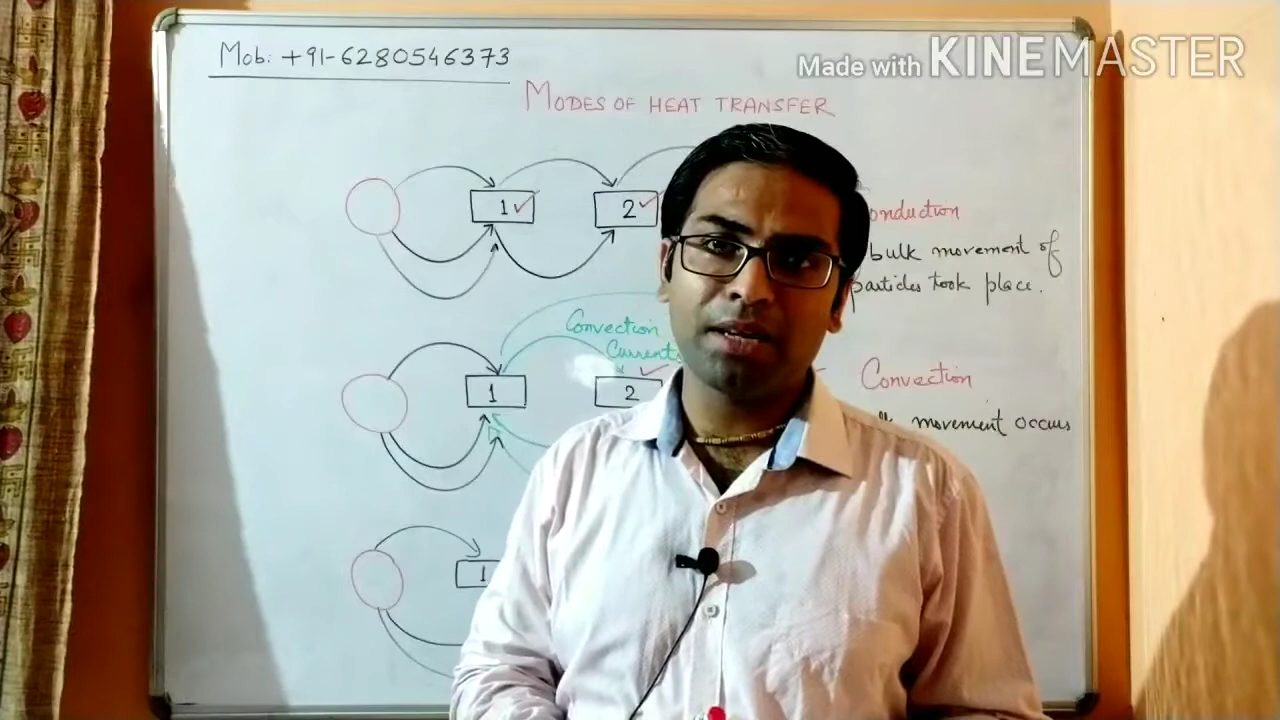 Mob: +91-6280546373
Made with KINEMASTER
MODES OF HEAT TRANSFER
1 2
onduction
bulk movement of
particles took place.
Convection
Currents
1 2
Convection
movement occurs
1